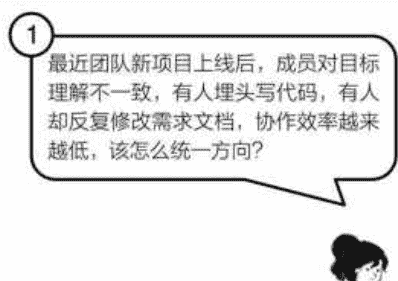 1
最近团队新项目上线后，成员对目标
理解不一致，有人埋头写代码，有人
却反复修改需求文档，协作效率越来
越低，该怎么统一方向？